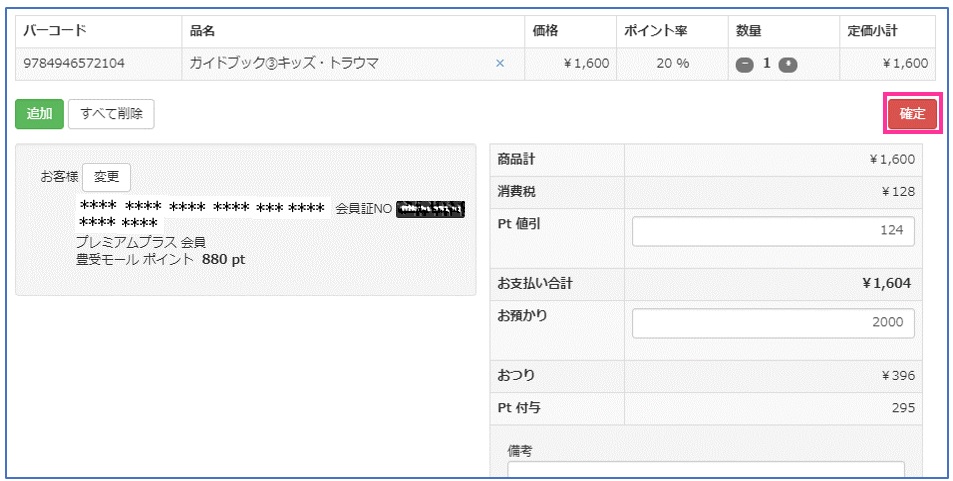 バーコード 品名 価格 ポイント率 数量 定価小計
9784946572104 ガイドブック③キッズ・トラウマ × ¥1,600 20 % − 1 + ¥1,600
追加 すべて削除 確定
お客様 変更
**** **** **** **** *** **** 会員証NO
**** ****
プレミアムプラス 会員
豊受モール ポイント 880 pt
商品計 ¥1,600
消費税 ¥128
Pt 値引 124
お支払い合計 ¥1,604
お預かり 2000
おつり ¥396
Pt 付与 295
備考